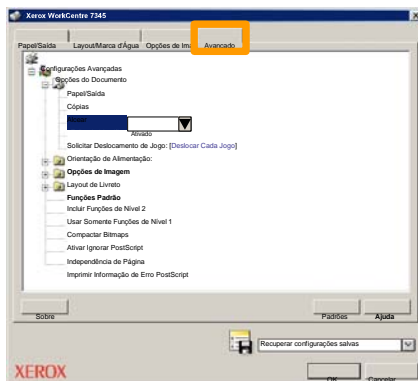 Xerox WorkCentre 7345
Papel/Saída Layout/Marca d'Água Opções de Avançado
Configurações Avançadas
Opções do Documento
Papel/Saída
Cópias
Ativado
Solicitar Deslocamento de Jogo: [Deslocar Cada Jogo]
Orientação de Alimentação:
Opções de Imagem
Layout de Livreto
Funções Padrão
Incluir Funções de Nível 2
Usar Somente Funções de Nível 1
Compactar Bitmaps
Ativar Ignorar PostScript
Independência de Página
Imprimir Informação de Erro PostScript
Sobre Padrões Ajuda
Recuperar configurações salvas
XEROX OK Cancelar